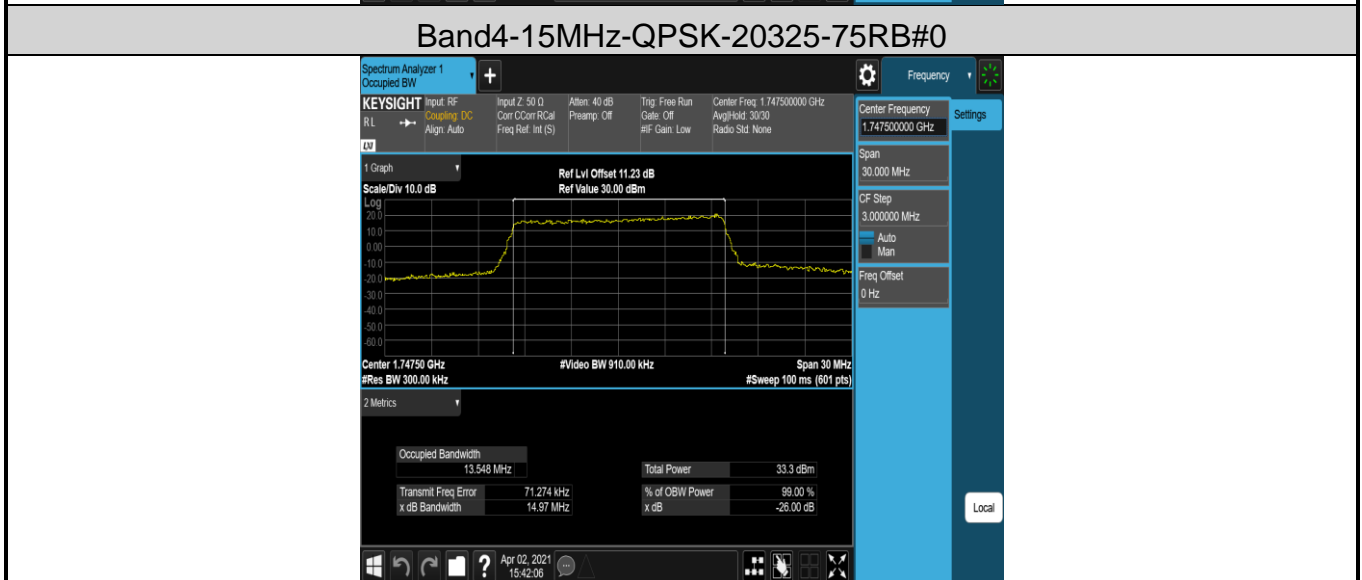 Band4-15MHz-QPSK-20325-75RB#0
Spectrum Analyzer 1
Occupied BW
+
Frequency
KEYSIGHT
RL
LXI
Input: RF
Coupling: DC
Align: Auto
Input Z: 50 Ω
Corr CCorr RCal
Freq Ref: Int (S)
Atten: 40 dB
Preamp: Off
Trig: Free Run
Gate: Off
#IF Gain: Low
Center Freq: 1.747500000 GHz
Avg|Hold: 30/30
Radio Std: None
Center Frequency
1.747500000 GHz
Settings
Span
30.000 MHz
CF Step
3.000000 MHz
Auto
Man
Freq Offset
0 Hz
1 Graph
Ref Lvl Offset 11.23 dB
Scale/Div 10.0 dB
Ref Value 30.00 dBm
Log
20.0
10.0
0.00
-10.0
-20.0
-30.0
-40.0
-50.0
-60.0
Center 1.74750 GHz
#Video BW 910.00 kHz
Span 30 MHz
#Res BW 300.00 kHz
#Sweep 100 ms (601 pts)
2 Metrics
Occupied Bandwidth
13.548 MHz
Total Power 33.3 dBm
Transmit Freq Error 71.274 kHz
% of OBW Power 99.00 %
x dB Bandwidth 14.97 MHz
x dB -26.00 dB
Local
?
Apr 02, 2021
15:42:06